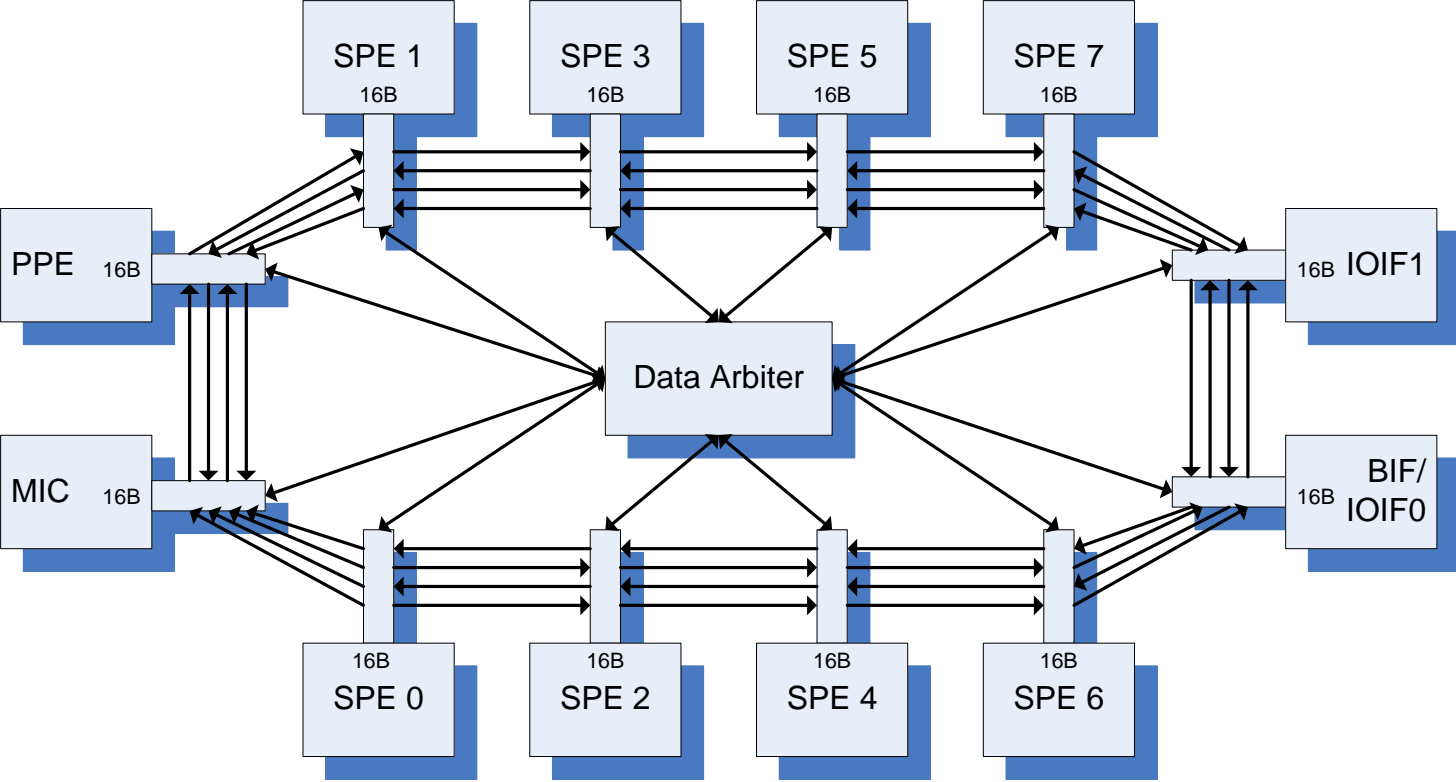 SPE 1
SPE 3
SPE 5
SPE 7
16B
16B
16B
16B
PPE
16B
16B
IOIF1
Data Arbiter
MIC
16B
16B
BIF/
IOIF0
16B
16B
16B
16B
SPE 0
SPE 2
SPE 4
SPE 6